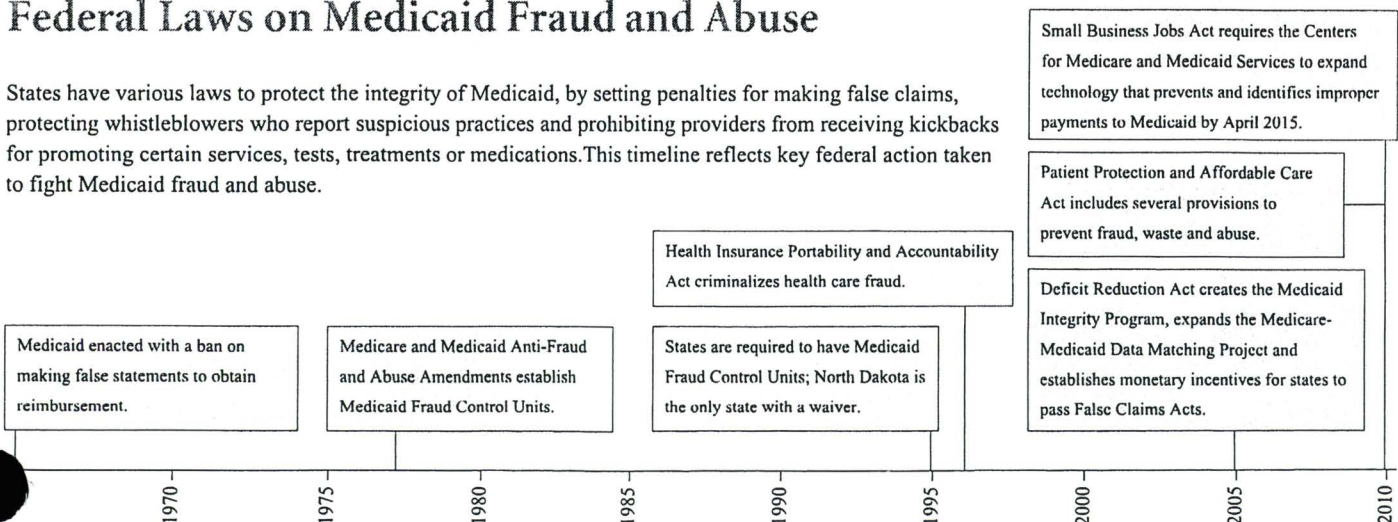 Federal Laws on Medicaid Fraud and Abuse
States have various laws to protect the integrity of Medicaid, by setting penalties for making false claims,
protecting whistleblowers who report suspicious practices and prohibiting providers from receiving kickbacks
for promoting certain services, tests, treatments or medications.This timeline reflects key federal action taken
to fight Medicaid fraud and abuse.
Medicaid enacted with a ban on
making false statements to obtain
reimbursement.
Medicare and Medicaid Anti-Fraud
and Abuse Amendments establish
Medicaid Fraud Control Units.
Health Insurance Portability and Accountability
Act criminalizes health care fraud.
States are required to have Medicaid
Fraud Control Units; North Dakota is
the only state with a waiver.
Small Business Jobs Act requires the Centers
for Medicare and Medicaid Services to expand
technology that prevents and identifies improper
payments to Medicaid by April 2015.
Patient Protection and Affordable Care
Act includes several provisions to
prevent fraud, waste and abuse.
Deficit Reduction Act creates the Medicaid
Integrity Program, expands the Medicare-
Medicaid Data Matching Project and
establishes monetary incentives for states to
pass False Claims Acts.
1970
1975
1980
1985
1990
1995
2000
2005
2010